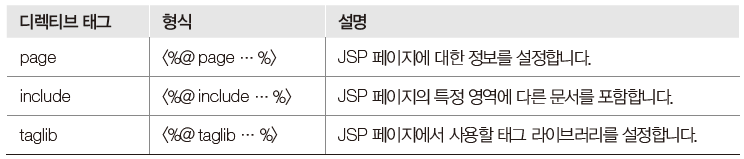 디렉티브 태그 형식 설명
page 〈%@ page … %〉 JSP 페이지에 대한 정보를 설정합니다.
include 〈%@ include … %〉 JSP 페이지의 특정 영역에 다른 문서를 포함합니다.
taglib 〈%@ taglib … %〉 JSP 페이지에서 사용할 태그 라이브러리를 설정합니다.